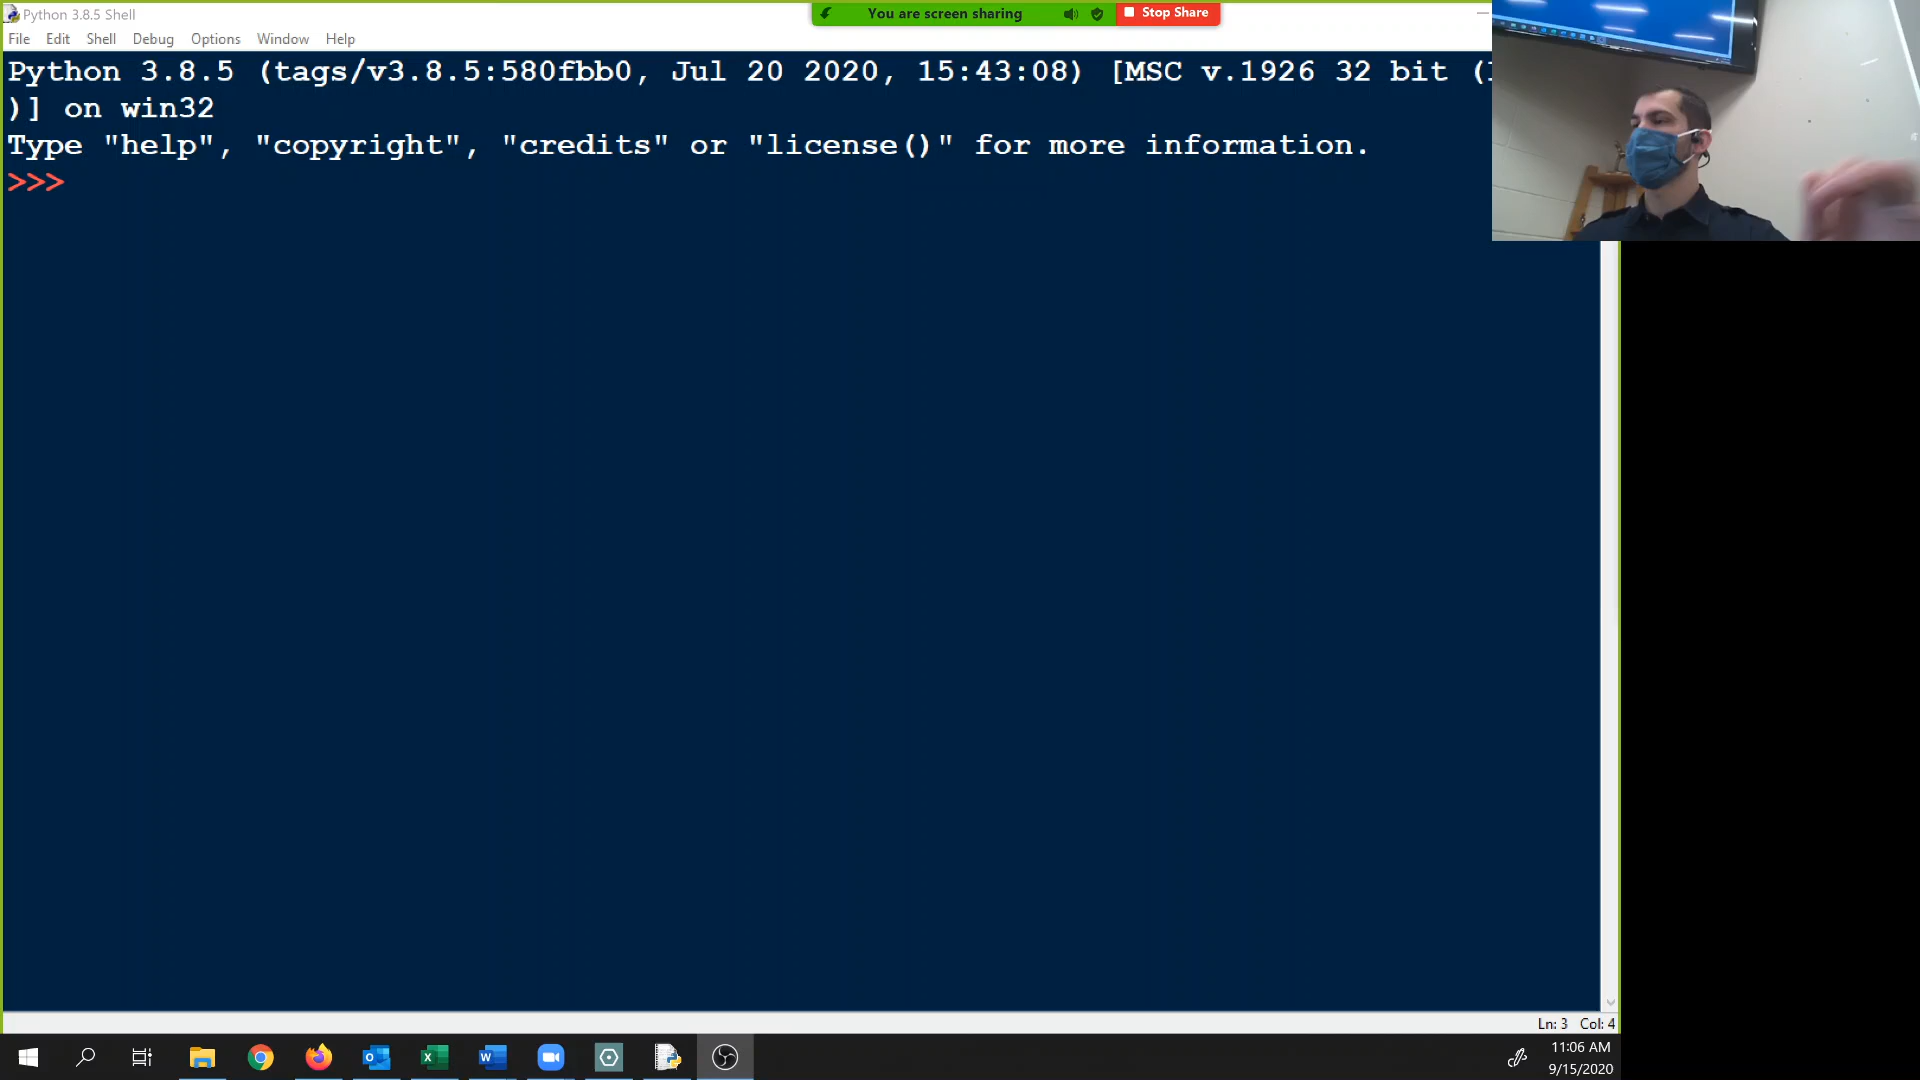 Python 3.8.5 Shell
You are screen sharing
Stop Share
File Edit Shell Debug Options Window Help
Python 3.8.5 (tags/v3.8.5:580fbb0, Jul 20 2020, 15:43:08) [MSC v.1926 32 bit (
)] on win32
Type "help", "copyright", "credits" or "license()" for more information.
>>>
Ln: 3 Col: 4
11:06 AM
9/15/2020